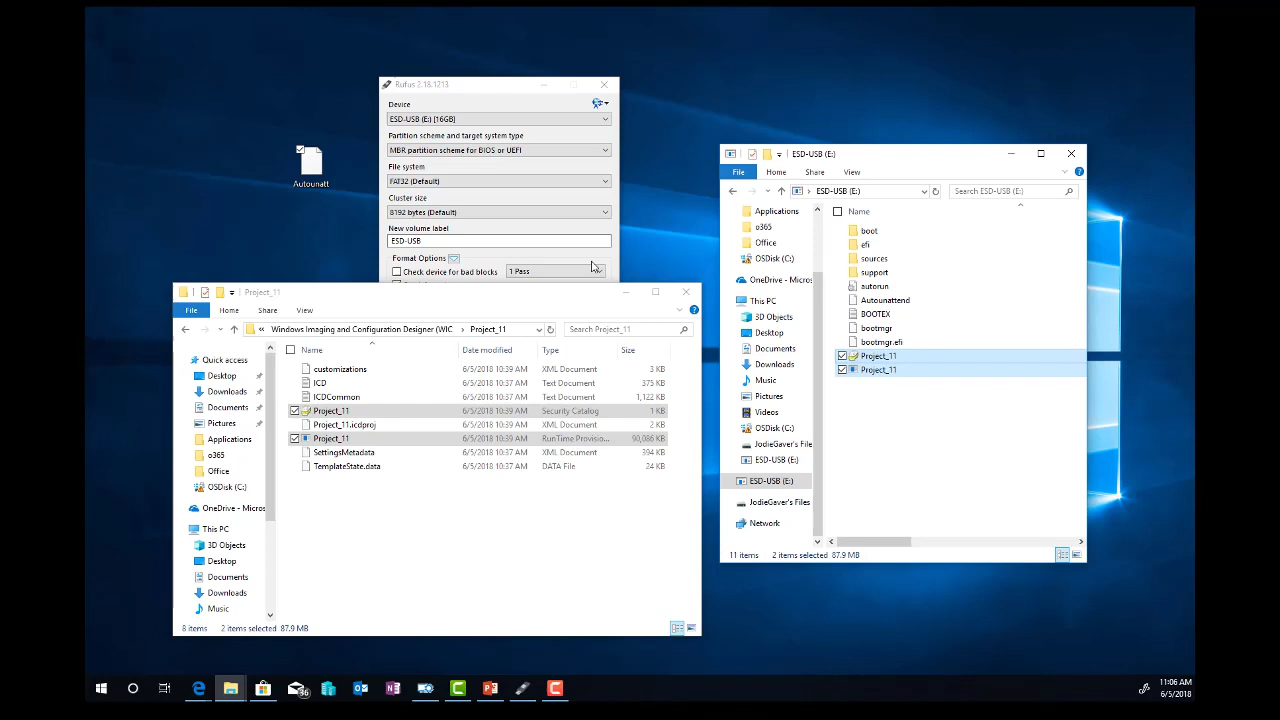 Autounatt
Rufus 2.18.1213
Device
ESD-USB (E:) [16GB]
Partition scheme and target system type
MBR partition scheme for BIOS or UEFI
File system
FAT32 (Default)
Cluster size
8192 bytes (Default)
New volume label
ESD-USB
Format Options
Check device for bad blocks
1 Pass
Project_11
File
Home
Share
View
« Windows Imaging and Configuration Designer (WIC > Project_11
Search Project_11
Quick access
Desktop
Downloads
Documents
Pictures
Applications
o365
Office
OSDisk (C:)
OneDrive - Micros
This PC
3D Objects
Desktop
Documents
Downloads
Music
Name Date modified Type Size
customizations 6/5/2018 10:39 AM XML Document 3 KB
ICD 6/5/2018 10:37 AM Text Document 375 KB
ICDCommon 6/5/2018 10:39 AM Text Document 1,122 KB
Project_11 6/5/2018 10:39 AM Security Catalog 1 KB
Project_11.icdproj 6/5/2018 10:39 AM XML Document 2 KB
Project_11 6/5/2018 10:39 AM RunTime Provisio... 90,086 KB
SettingsMetadata 6/5/2018 10:37 AM XML Document 394 KB
TemplateState.data 6/5/2018 10:37 AM DATA File 24 KB
8 items 2 items selected 87.9 MB
ESD-USB (E:)
File
Home
Share
View
> ESD-USB (E:)
Search ESD-USB (E:)
Applications
o365
Office
OSDisk (C:)
OneDrive - Micros
This PC
3D Objects
Desktop
Documents
Downloads
Music
Pictures
Videos
OSDisk (C:)
JodieGaver's Files
ESD-USB (E:)
ESD-USB (E:)
JodieGaver's Files
Network
Name
boot
efi
sources
support
autorun
Autounattend
BOOTEX
bootmgr
bootmgr.efi
Project_11
Project_11
11 items 2 items selected 87.9 MB
11:06 AM
6/5/2018